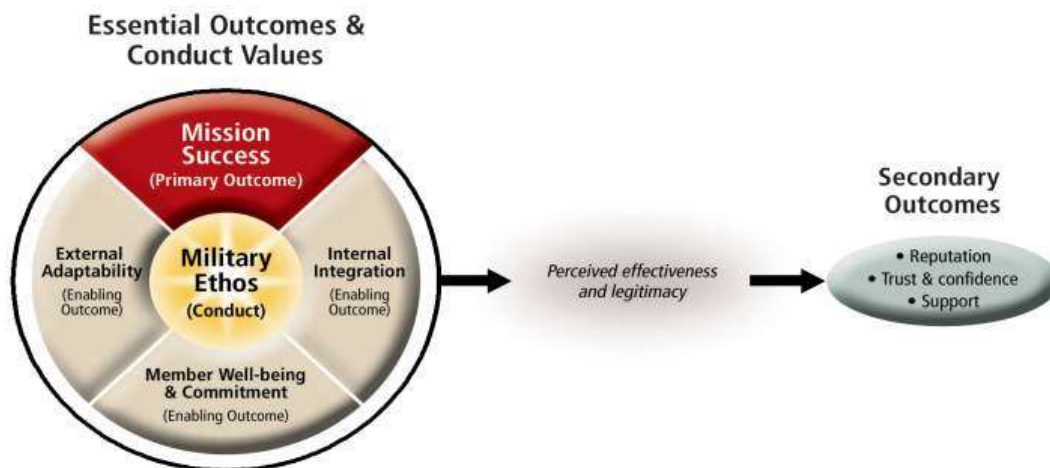 Essential Outcomes &
Conduct Values
Mission
Success
(Primary Outcome)
External
Adaptability
(Enabling
Outcome)
Military
Ethos
(Conduct)
Internal
Integration
(Enabling
Outcome)
Member Well-being
& Commitment
(Enabling Outcome)
Perceived effectiveness
and legitimacy
Secondary
Outcomes
• Reputation
• Trust & confidence
• Support